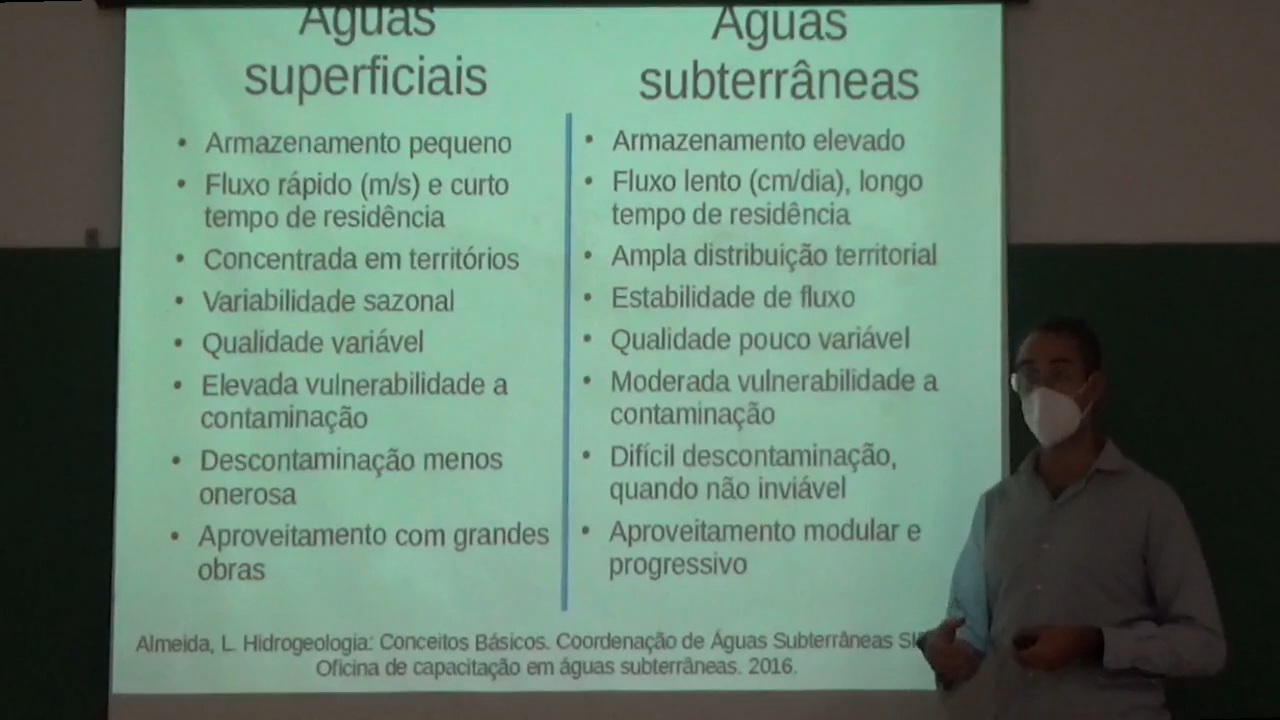 Águas
superficiais
• Armazenamento pequeno
• Fluxo rápido (m/s) e curto
tempo de residência
• Concentrada em territórios
• Variabilidade sazonal
• Qualidade variável
• Elevada vulnerabilidade a
contaminação
• Descontaminação menos
onerosa
• Aproveitamento com grandes
obras
Águas
subterrâneas
• Armazenamento elevado
• Fluxo lento (cm/dia), longo
tempo de residência
• Ampla distribuição territorial
• Estabilidade de fluxo
• Qualidade pouco variável
• Moderada vulnerabilidade a
contaminação
• Difícil descontaminação,
quando não inviável
• Aproveitamento modular e
progressivo
Almeida, L. Hidrogeologia: Conceitos Básicos. Coordenação de Águas Subterrâneas
Oficina de capacitação em águas subterrâneas. 2016.